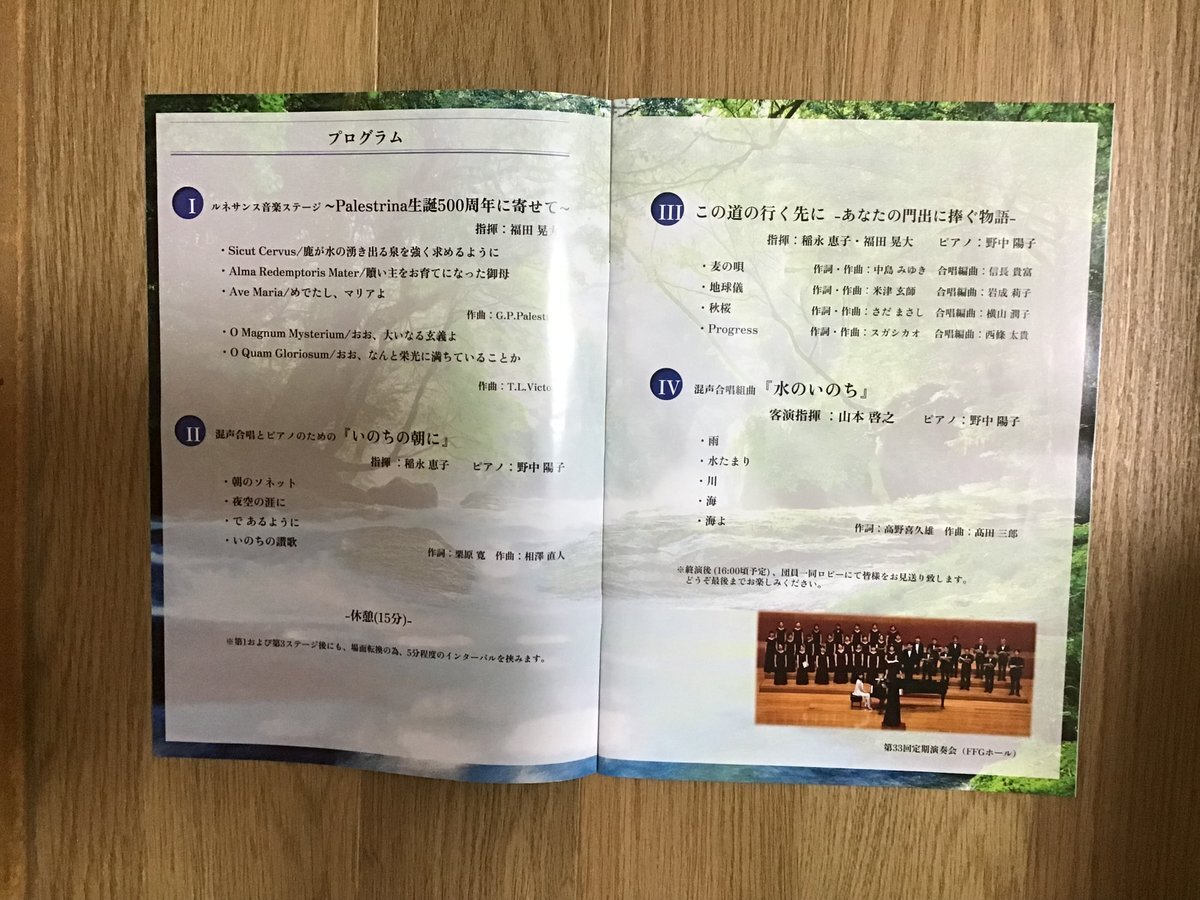 プログラム
I ルネサンス音楽ステージ ~Palestrina生誕500周年に寄せて~
指揮：福田 晃大
・Sicut Cervus/鹿が水の湧き出る泉を強く求めるように
・Alma Redemptoris Mater/贖い主をお育てになった御母
・Ave Maria/めでたし、マリアよ
作曲：G.P.Palest
・O Magnum Mysterium/おお、大いなる玄義よ
・O Quam Gloriosum/おお、なんと栄光に満ちていることか
作曲：T.L.Victo
II 混声合唱とピアノのための『いのちの朝に』
指揮：稲永 恵子 ピアノ：野中 陽子
・朝のソネット
・夜空の涯に
・で あるように
・いのちの讃歌
作詞：栗原 寛 作曲：相澤 直人
-休憩(15分)-
※第1および第3ステージ後にも、場面転換の為、5分程度のインターバルを挟みます。
III この道の行く先に -あなたの門出に捧ぐ物語-
指揮：稲永 恵子・福田 晃大 ピアノ：野中 陽子
・麦の唄 作詞・作曲：中島 みゆき 合唱編曲：信長 貴富
・地球儀 作詞・作曲：米津 玄師 合唱編曲：岩成 莉子
・秋桜 作詞・作曲：さだ まさし 合唱編曲：横山 潤子
・Progress 作詞・作曲：スガシカオ 合唱編曲：西條 太貴
IV 混声合唱組曲『水のいのち』
客演指揮：山本 啓之 ピアノ：野中 陽子
・雨
・水たまり
・川
・海
・海よ
作詞：高野喜久雄 作曲：髙田 三郎
※終演後 (16:00頃予定)、団員一同ロビーにて皆様をお見送り致します。
どうぞ最後までお楽しみください。
第33回定期演奏会（FFGホール）